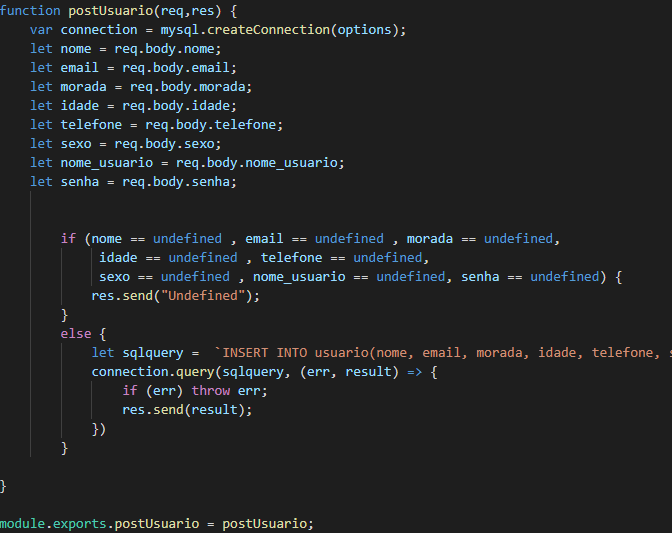 function postUsuario(req,res) {
    var connection = mysql.createConnection(options);
    let nome = req.body.nome;
    let email = req.body.email;
    let morada = req.body.morada;
    let idade = req.body.idade;
    let telefone = req.body.telefone;
    let sexo = req.body.sexo;
    let nome_usuario = req.body.nome_usuario;
    let senha = req.body.senha;
        if (nome == undefined , email == undefined , morada == undefined,
             idade == undefined , telefone == undefined,
             sexo == undefined , nome_usuario == undefined, senha == undefined) {
            res.send("Undefined");
        }
        else {
            let sqlquery =  `INSERT INTO usuario(nome, email, morada, idade, telefone,
            connection.query(sqlquery, (err, result) => {
                if (err) throw err;
                res.send(result);
            })
        }
}
module.exports.postUsuario = postUsuario;